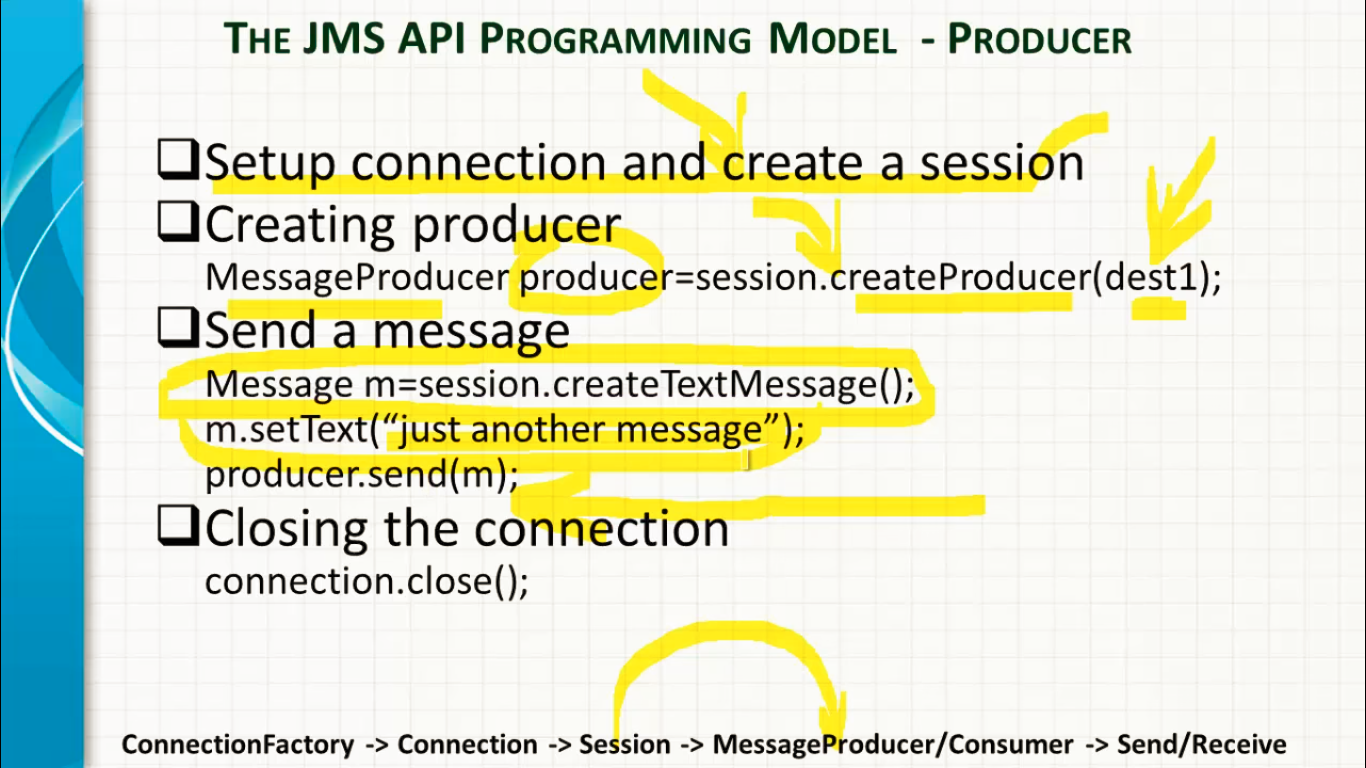 THE JMS API PROGRAMMING MODEL - PRODUCER
❑Setup connection and create a session
❑Creating producer
MessageProducer producer=session.createProducer(dest1);
❑Send a message
Message m=session.createTextMessage();
m.setText(“just another message”);
producer.send(m);
❑Closing the connection
connection.close();
ConnectionFactory -> Connection -> Session -> MessageProducer/Consumer -> Send/Receive